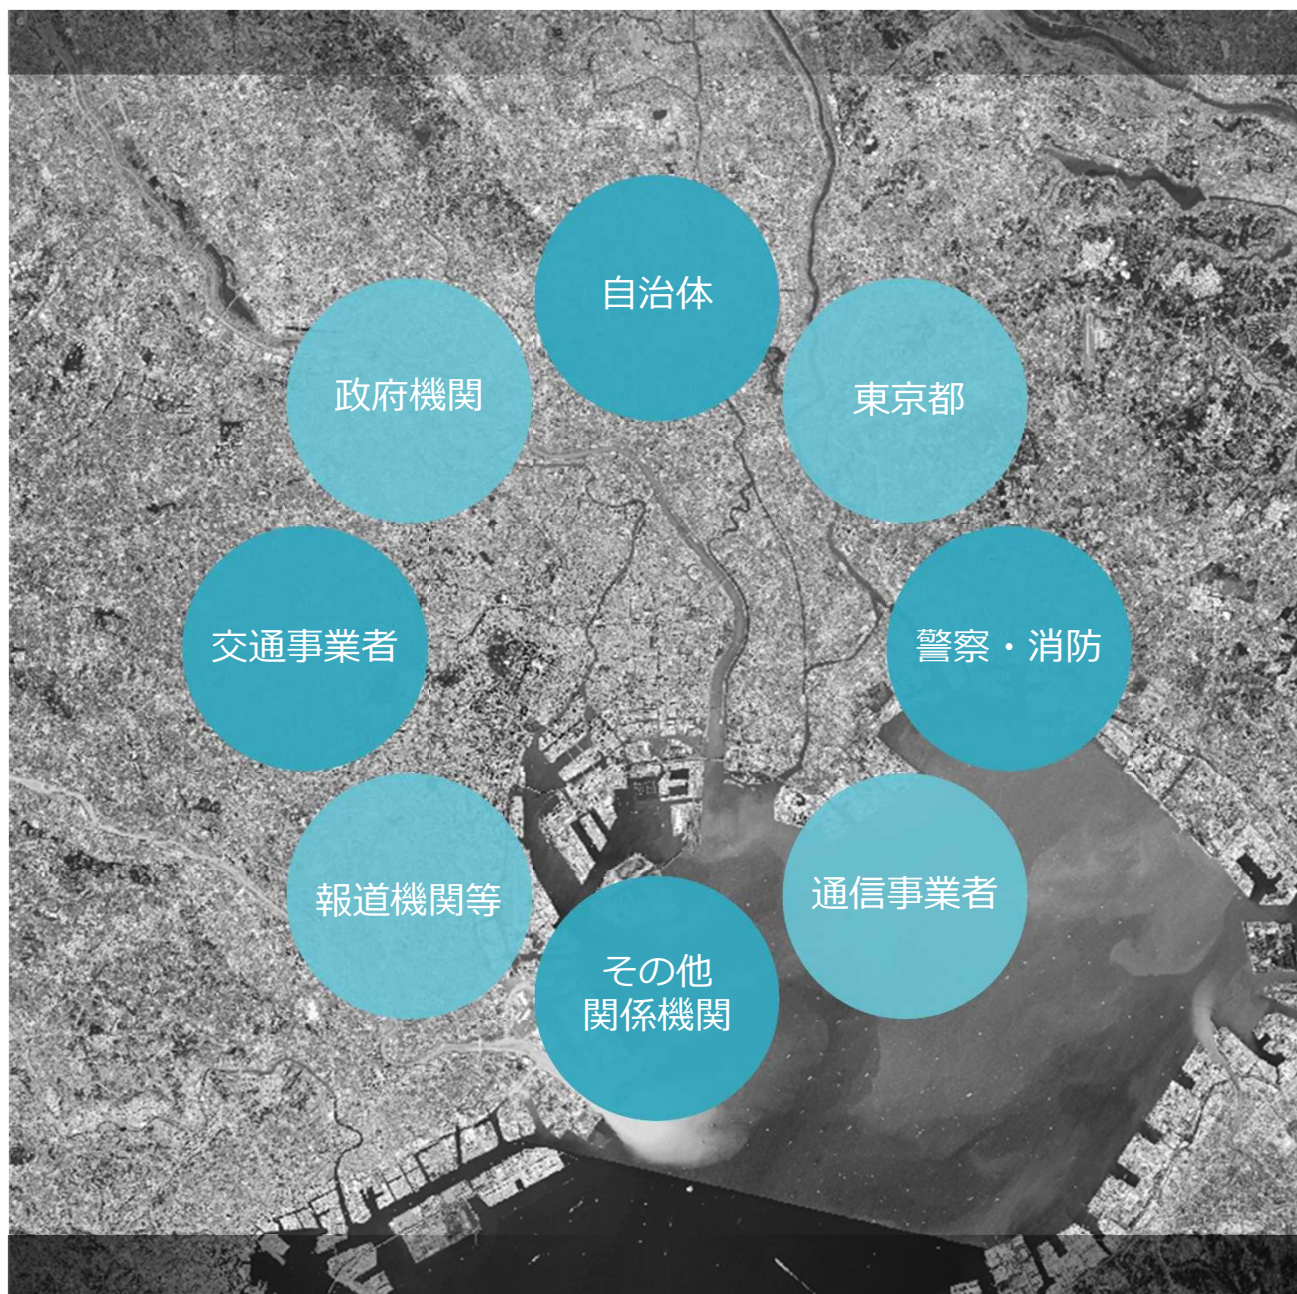 自治体
政府機関
東京都
交通事業者
警察・消防
報道機関等
通信事業者
その他
関係機関